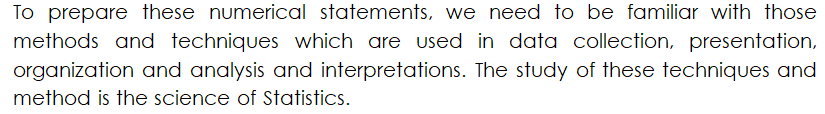 To prepare these numerical statements, we need to be familiar with those
methods and techniques which are used in data collection, presentation,
organization and analysis and interpretations. The study of these techniques and
method is the science of Statistics.